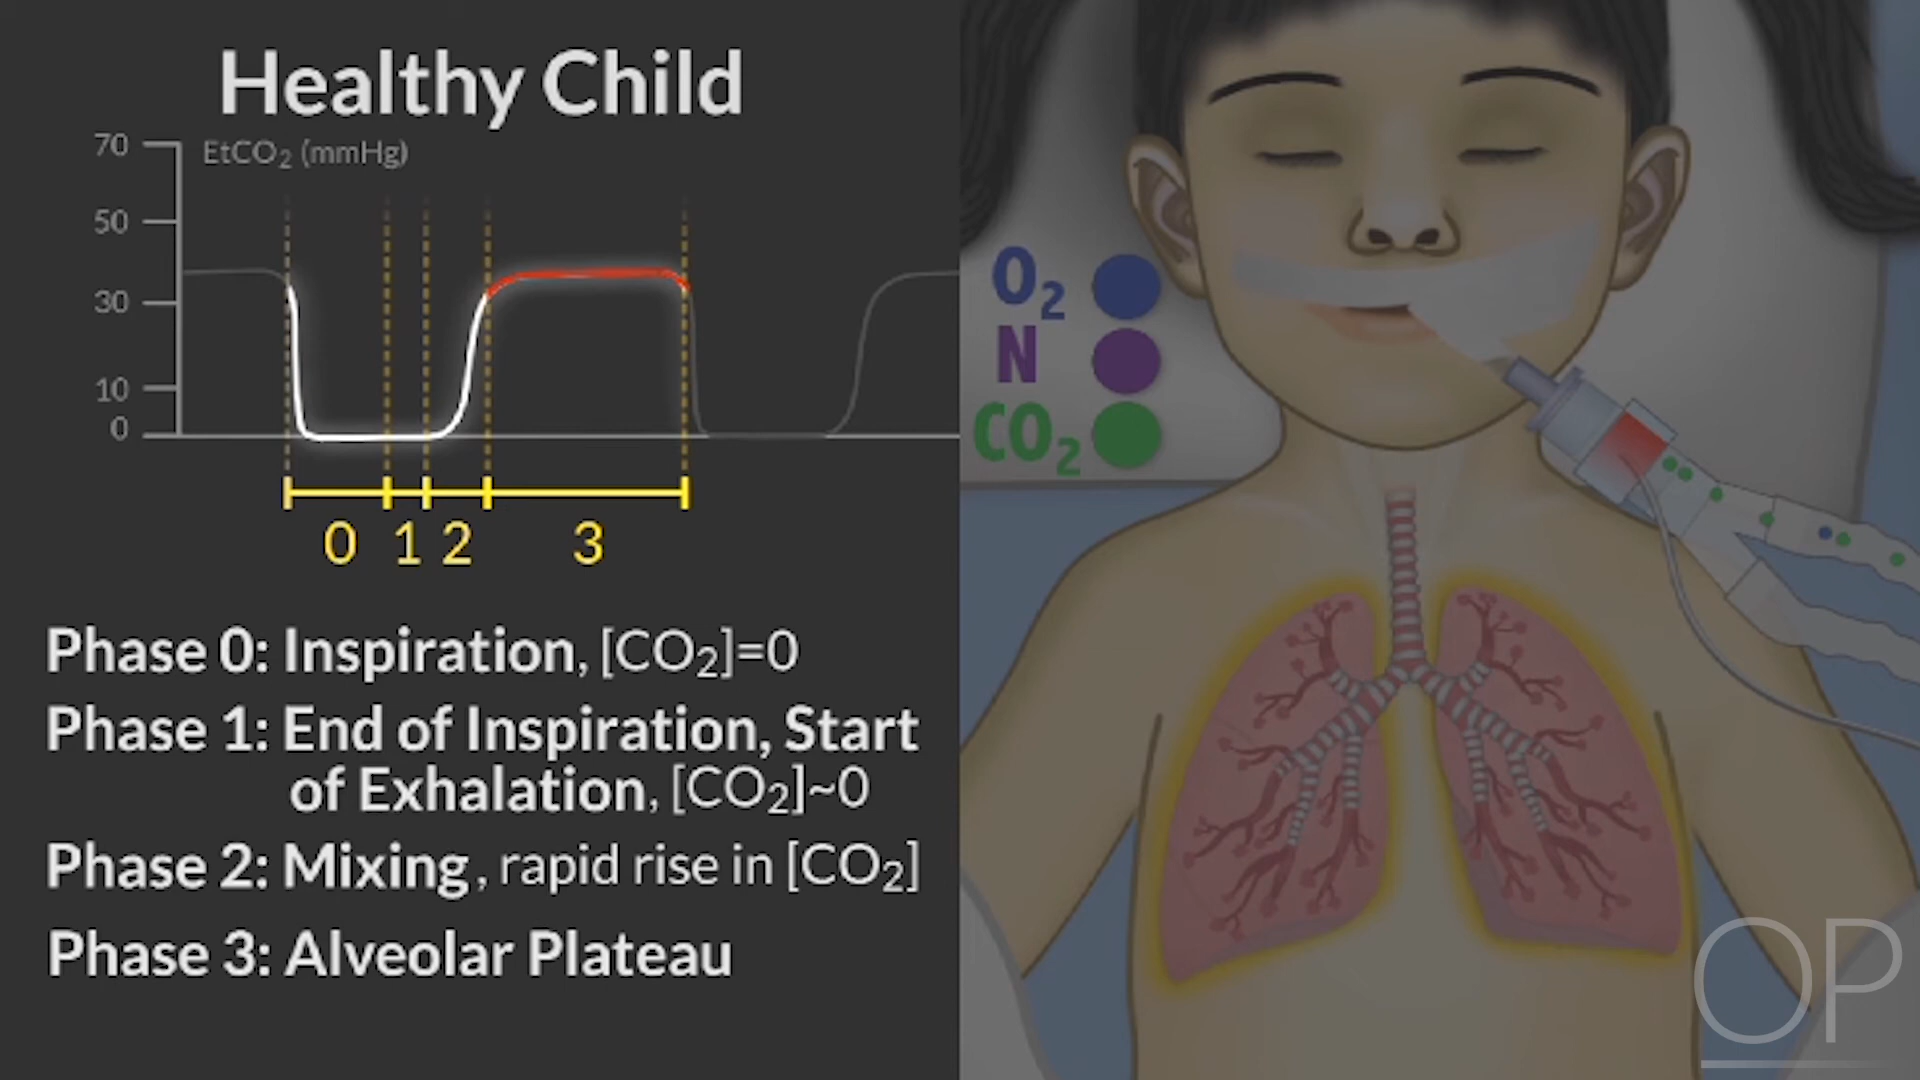 Healthy Child
70
EtCO₂ (mmHg)
50
30
10
0
0 1 2 3
Phase 0: Inspiration, [CO₂]=0
Phase 1: End of Inspiration, Start
of Exhalation, [CO₂]~0
Phase 2: Mixing, rapid rise in [CO₂]
Phase 3: Alveolar Plateau
O₂
N
CO₂
OP